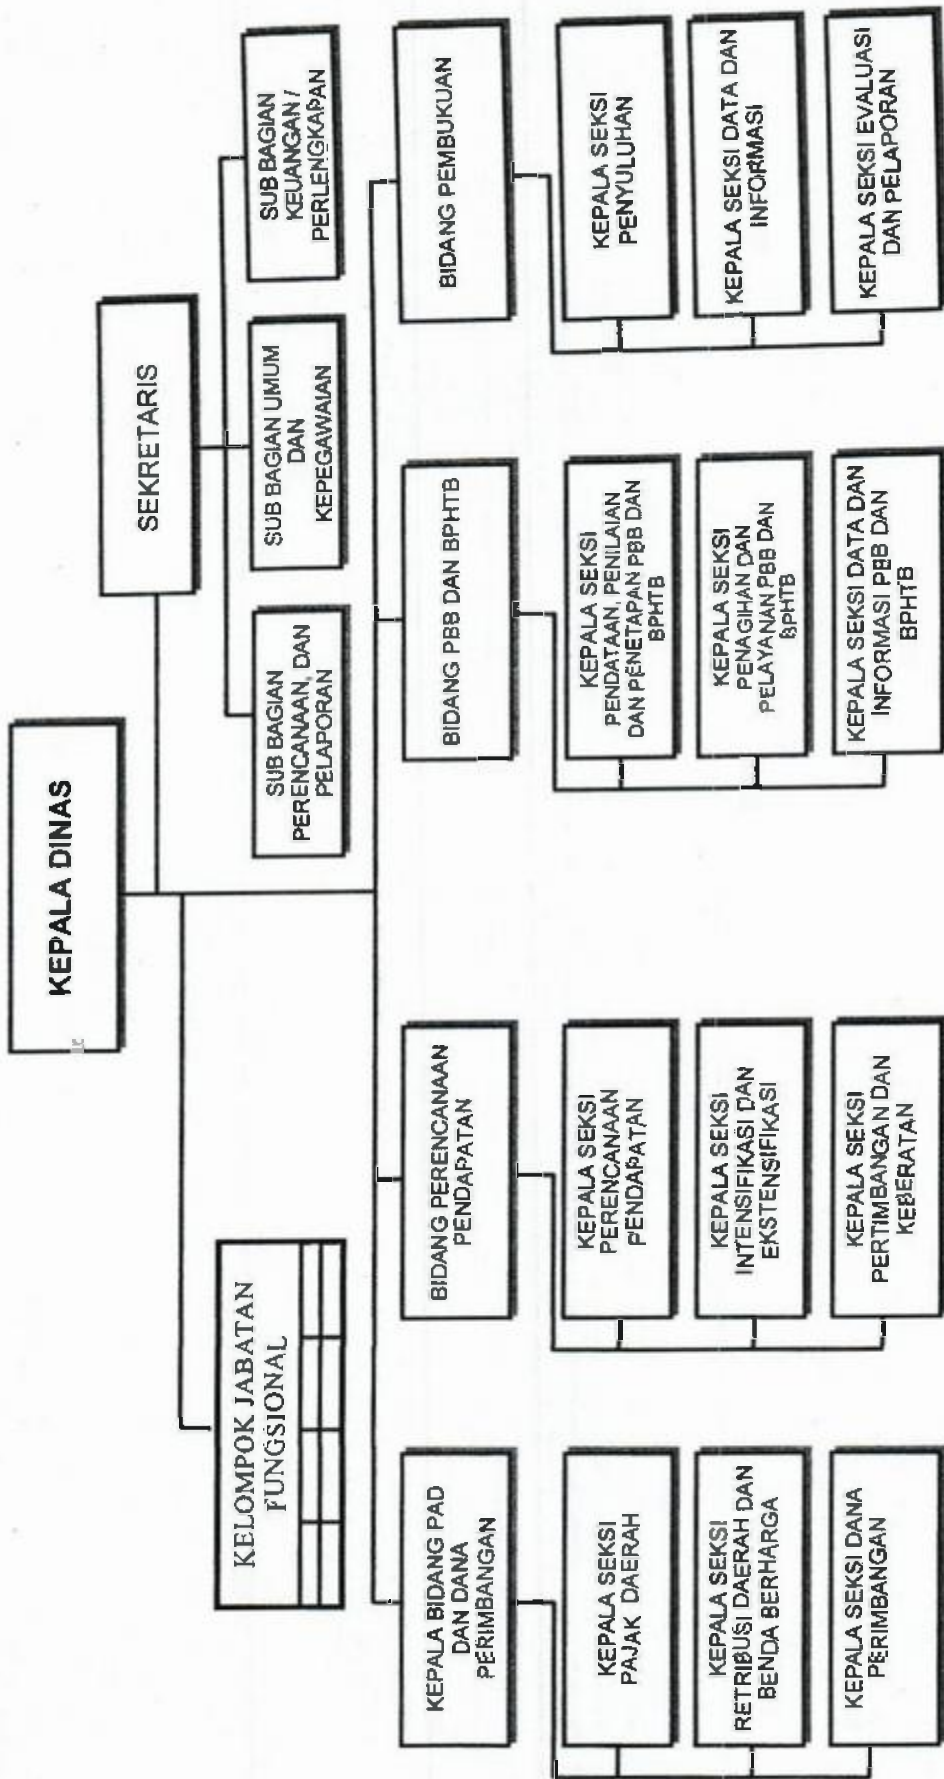 KEPALA DINAS
SEKRETARIS
KELOMPOK JABATAN
FUNGSIONAL
SUB BAGIAN
PERENCANAAN, DAN
PELAPORAN
SUB BAGIAN UMUM
DAN
KEPEGAWAIAN
SUB BAGIAN
KEUANGAN /
PERLENGKAPAN
KEPALA BIDANG PAD
DAN DANA
PERIMBANGAN
BIDANG PERENCANAAN
PENDAPATAN
BIDANG PBB DAN BPHTB
BIDANG PEMBUKUAN
KEPALA SEKSI
PAJAK DAERAH
KEPALA SEKSI
PERENCANAAN
PENDAPATAN
KEPALA SEKSI
PENDATAAN, PENILAIAN
DAN PENETAPAN PBB DAN
BPHTB
KEPALA SEKSI
PENYULUHAN
KEPALA SEKSI
RETRIBUSI DAERAH DAN
BENDA BERHARGA
KEPALA SEKSI
INTENSIFIKASI DAN
EKSTENSIFIKASI
KEPALA SEKSI
PENAGIHAN DAN
PELAYANAN PBB DAN
BPHTB
KEPALA SEKSI DATA DAN
INFORMASI
KEPALA SEKSI DANA
PERIMBANGAN
KEPALA SEKSI
PERTIMBANGAN DAN
KEBERATAN
KEPALA SEKSI DATA DAN
INFORMASI PBB DAN
BPHTB
KEPALA SEKSI EVALUASI
DAN PELAPORAN